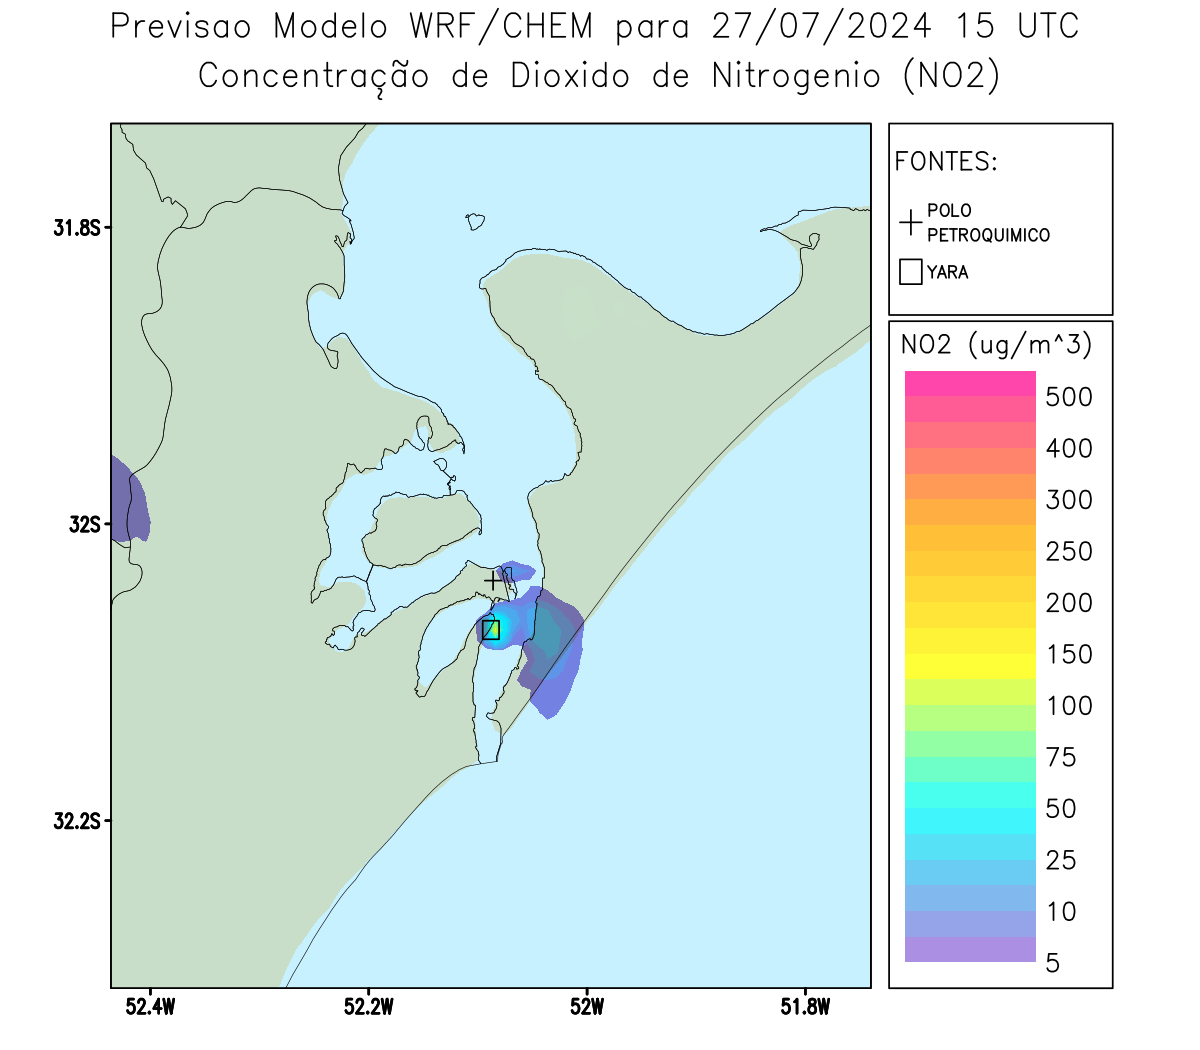 Previsao Modelo WRF/CHEM para 27/07/2024 15 UTC
Concentração de Dioxido de Nitrogenio (NO2)
FONTES:
POLO
PETROQUIMICO
YARA
NO2 (ug/m^3)
500
400
300
250
200
150
100
75
50
25
10
5
31.8S
32S
32.2S
52.4W
52.2W
52W
51.8W